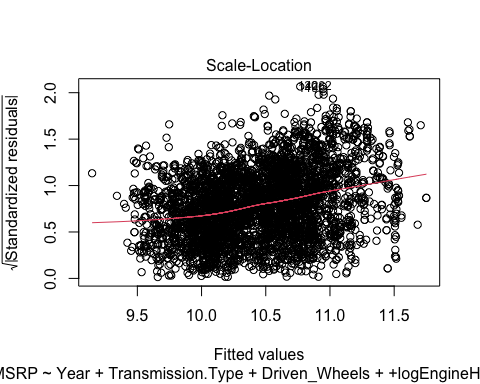 Scale-Location
√|Standardized residuals|
2.0
1.5
1.0
0.5
0.0
9.5 10.0 10.5 11.0 11.5
Fitted values
MSRP ~ Year + Transmission.Type + Driven_Wheels + +logEngineH